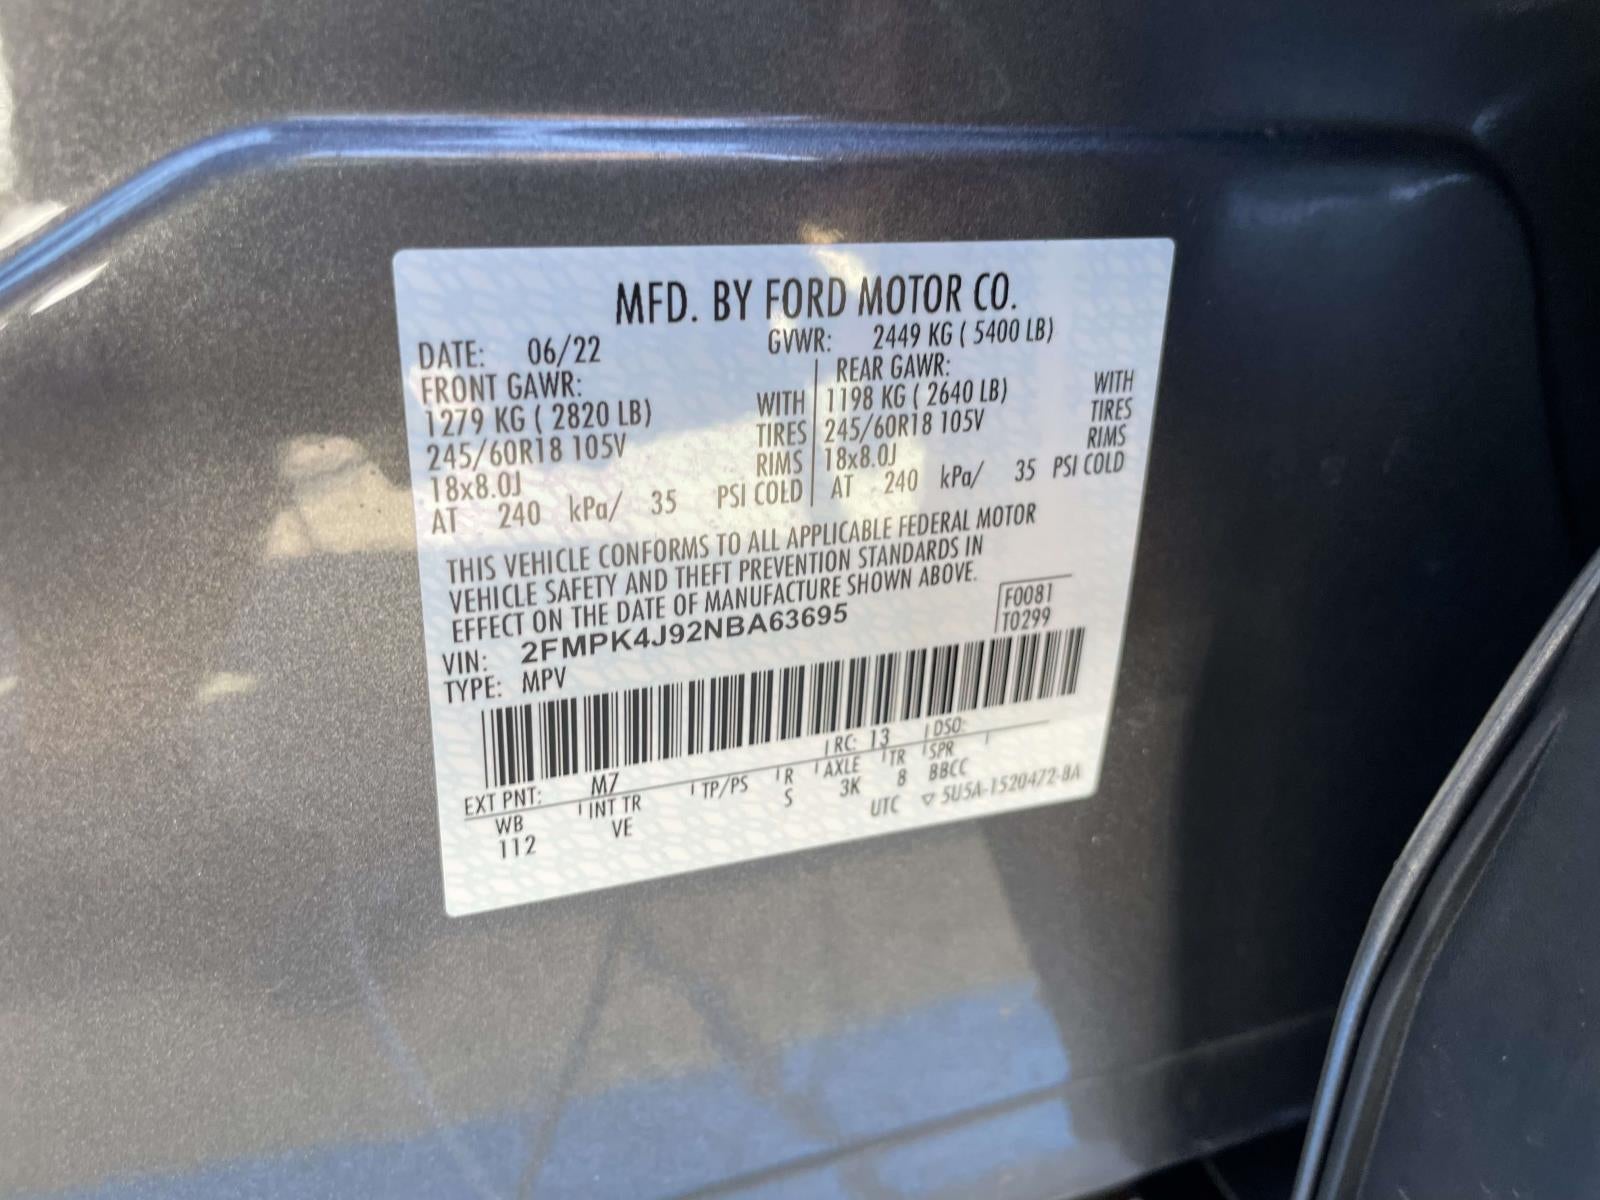 MFD. BY FORD MOTOR CO.
DATE: 06/22 GVWR: 2449 KG ( 5400 LB)
FRONT GAWR: REAR GAWR:
1279 KG ( 2820 LB) WITH 1198 KG ( 2640 LB) WITH
245/60R18 105V TIRES 245/60R18 105V TIRES
18x8.0J RIMS 18x8.0J RIMS
AT 240 kPa/ 35 PSI COLD AT 240 kPa/ 35 PSI COLD
THIS VEHICLE CONFORMS TO ALL APPLICABLE FEDERAL MOTOR
VEHICLE SAFETY AND THEFT PREVENTION STANDARDS IN
EFFECT ON THE DATE OF MANUFACTURE SHOWN ABOVE.
VIN: 2FMPK4J92NBA63695 F0081
TYPE: MPV T0299
EXT PNT: M7 RC: 13 DSO:
WB INT TR TP/PS R AXLE TR SPR
112 VE S 3K 8 BBCC
UTC ▽ 5U5A-1520472-BA